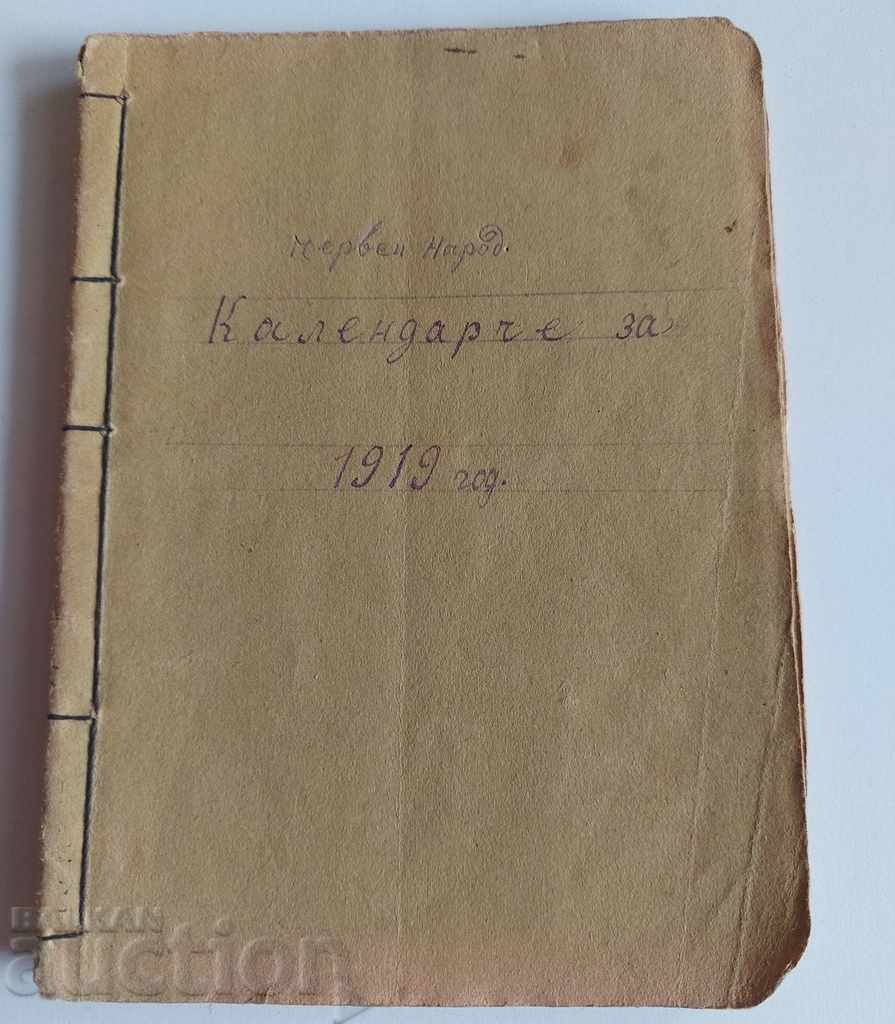 Червен народ.
Календарче за
1919 год.
BALKAN
auction